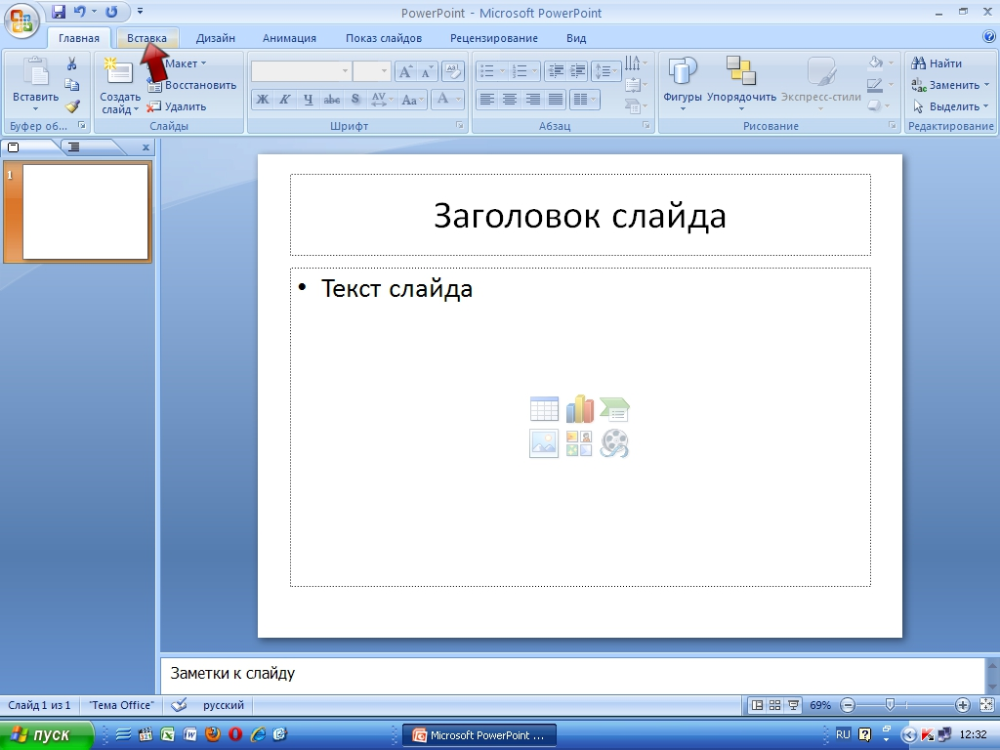 PowerPoint - Microsoft PowerPoint
Главная Вставка Дизайн Анимация Показ слайдов Рецензирование Вид
Вставить
Буфер об...
Создать слайд
Макет
Восстановить
Удалить
Слайды
Ж К Ч abc S AV Aa A
Шрифт
Абзац
Фигуры Упорядочить Экспресс-стили
Рисование
Найти
Заменить
Выделить
Редактирование
1
Заголовок слайда
• Текст слайда
Заметки к слайду
Слайд 1 из 1 "Тема Office" русский 69%
пуск Microsoft PowerPoint ... RU 12:32